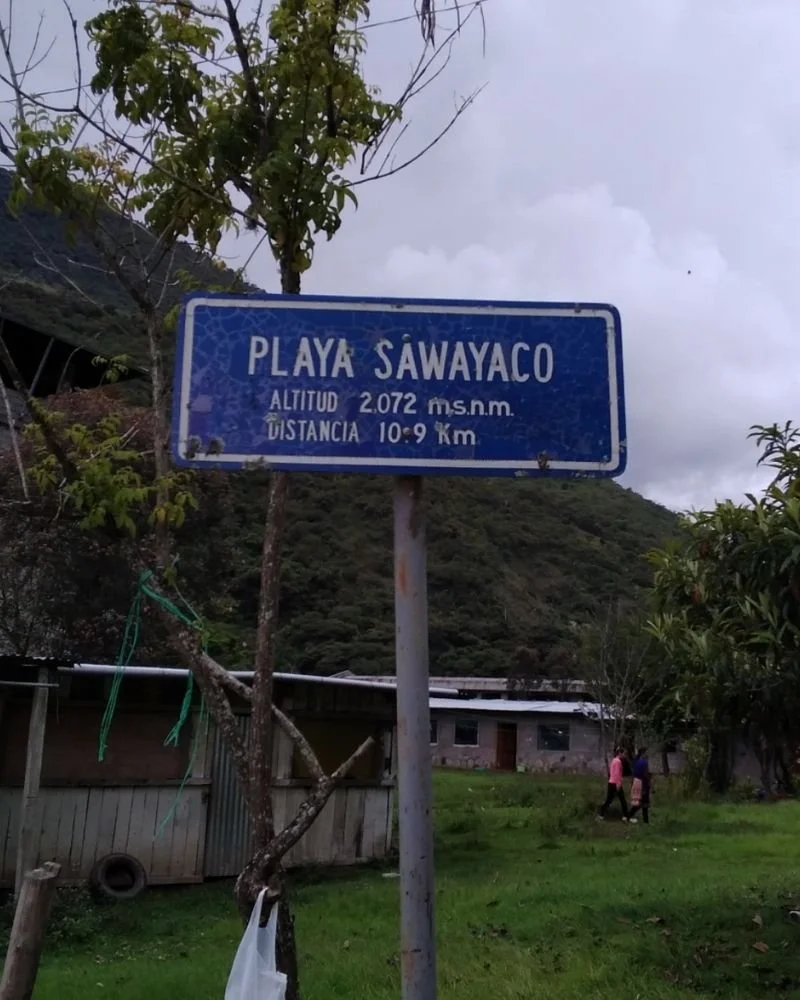 PLAYA SAWAYACO
ALTITUD 2,072 m.s.n.m.
DISTANCIA 10.9 Km